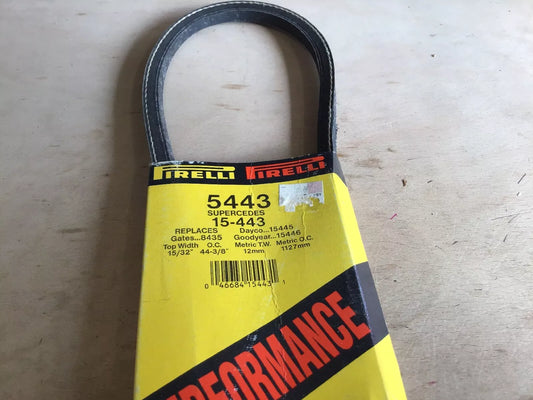 PIRELLI PIRELLI
5443
SUPERCEDES
15-443
REPLACES Dayco...15445
Gates...8435 Goodyear...15446
Top Width O.C. Metric T.W. Metric O.C.
15/32" 44-3/8" 12mm 1127mm
0 46684 15443 1
PERFORMANCE